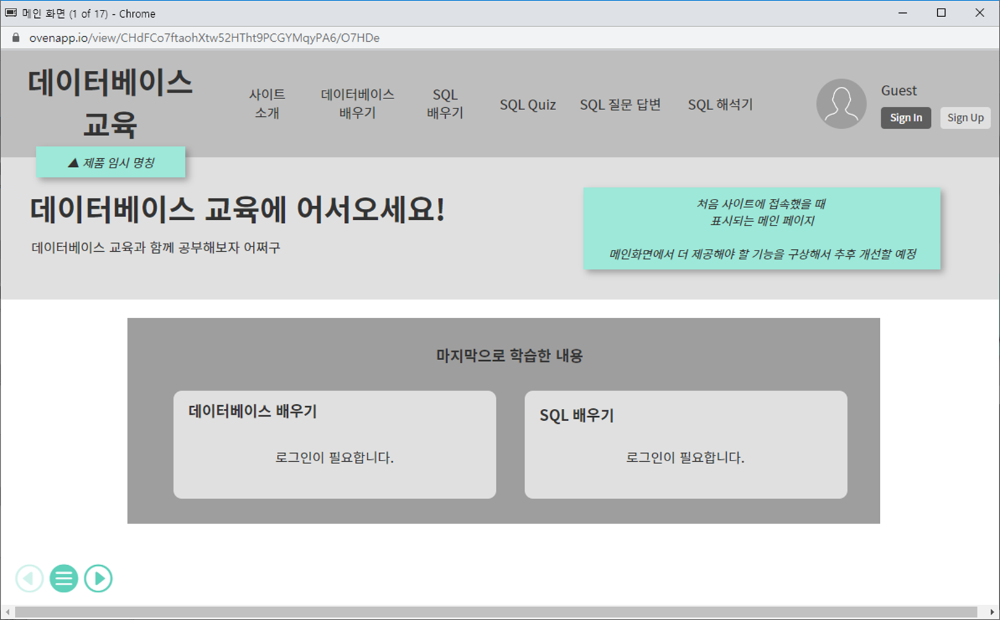 메인 화면 (1 of 17) - Chrome
ovenapp.io/view/CHdFCo7ftaohXtw52HTht9PCGYMqyPA6/O7HDe
데이터베이스
교육
사이트
소개
데이터베이스
배우기
SQL
배우기
SQL Quiz
SQL 질문 답변
SQL 해석기
Guest
Sign In
Sign Up
▲ 제품 임시 명칭
데이터베이스 교육에 어서오세요!
데이터베이스 교육과 함께 공부해보자 어쩌구
처음 사이트에 접속했을 때
표시되는 메인 페이지
메인화면에서 더 제공해야 할 기능을 구상해서 추후 개선할 예정
마지막으로 학습한 내용
데이터베이스 배우기
로그인이 필요합니다.
SQL 배우기
로그인이 필요합니다.